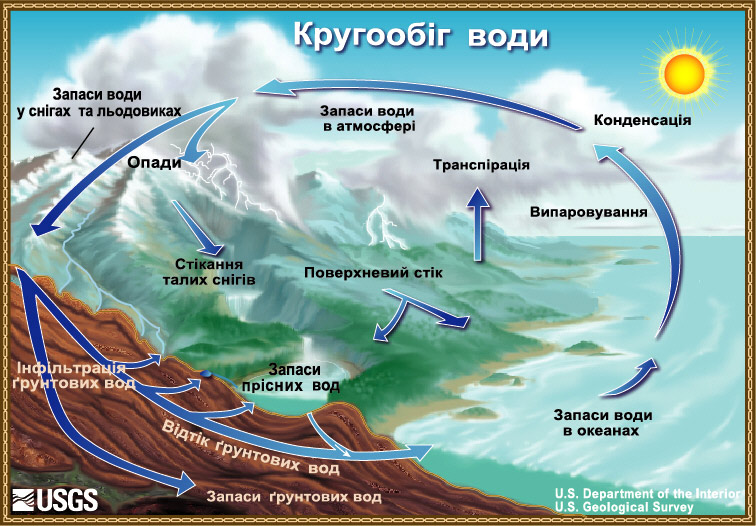 Кругообіг води
Запаси води
у снігах та льодовиках
Запаси води
в атмосфері
Конденсація
Опади
Транспірація
Випаровування
Стікання
талих снігів
Поверхневий стік
Інфільтрація
ґрунтових вод
Запаси
прісних вод
Запаси води
в океанах
Відтік ґрунтових вод
Запаси ґрунтових вод
USGS
U.S. Department of the Interior
U.S. Geological Survey